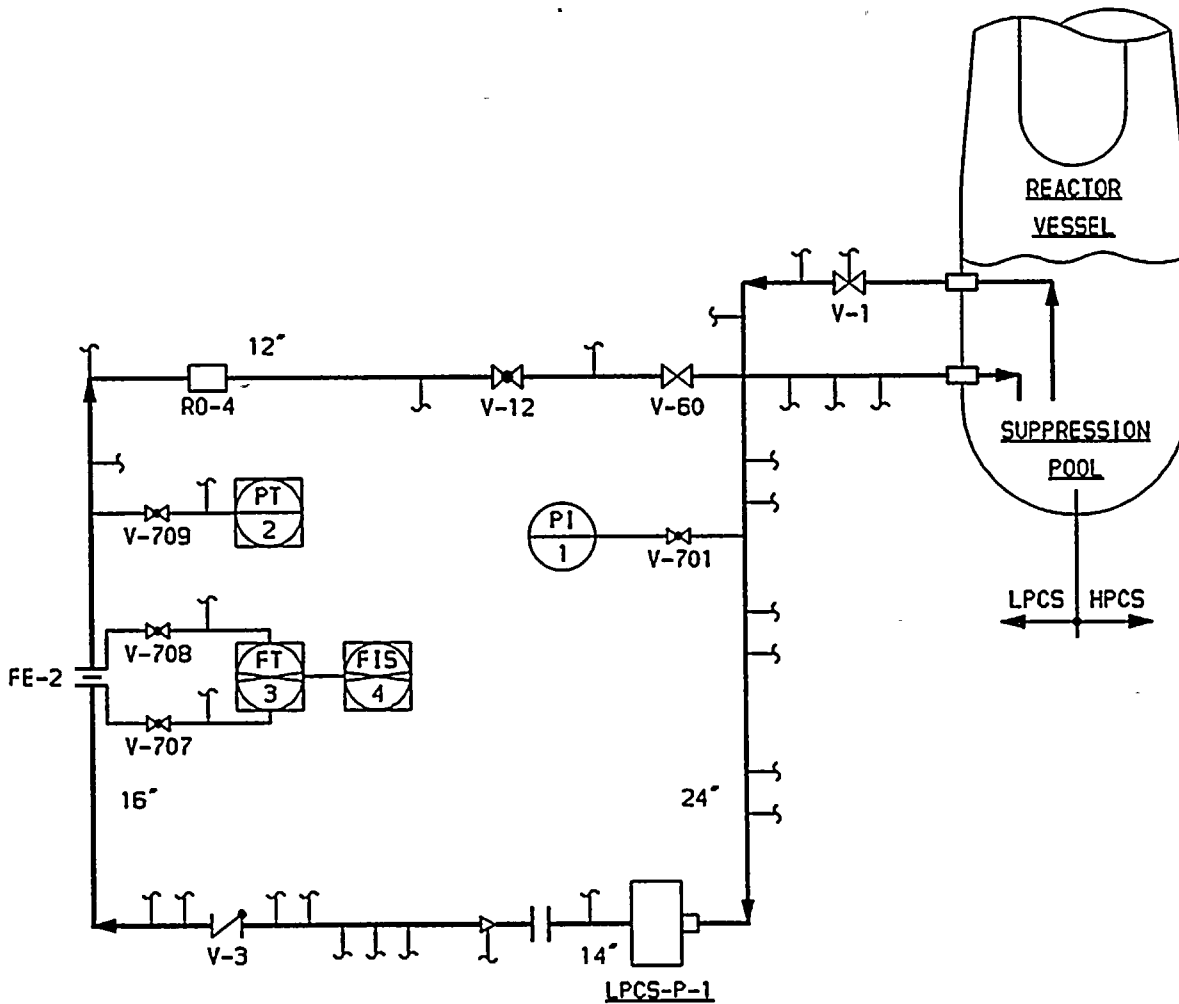 REACTOR
VESSEL
V-1
12″
RO-4
V-12
V-60
SUPPRESSION
POOL
PT
2
V-709
PI
1
V-701
LPCS
HPCS
V-708
FE-2
FT
3
FIS
4
V-707
16″
24″
V-3
14″
LPCS-P-1